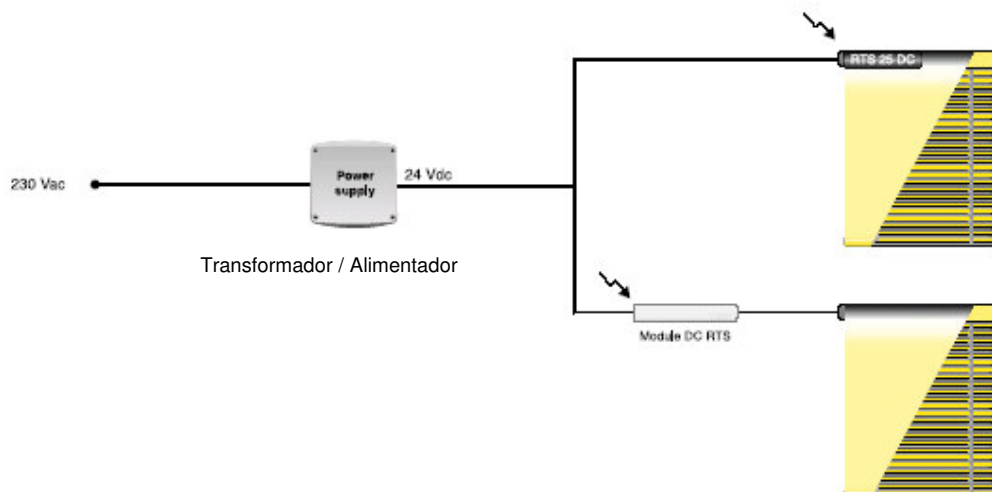 RTS 25 DC
230 Vac
Power
supply
24 Vdc
Transformador / Alimentador
Module DC RTS